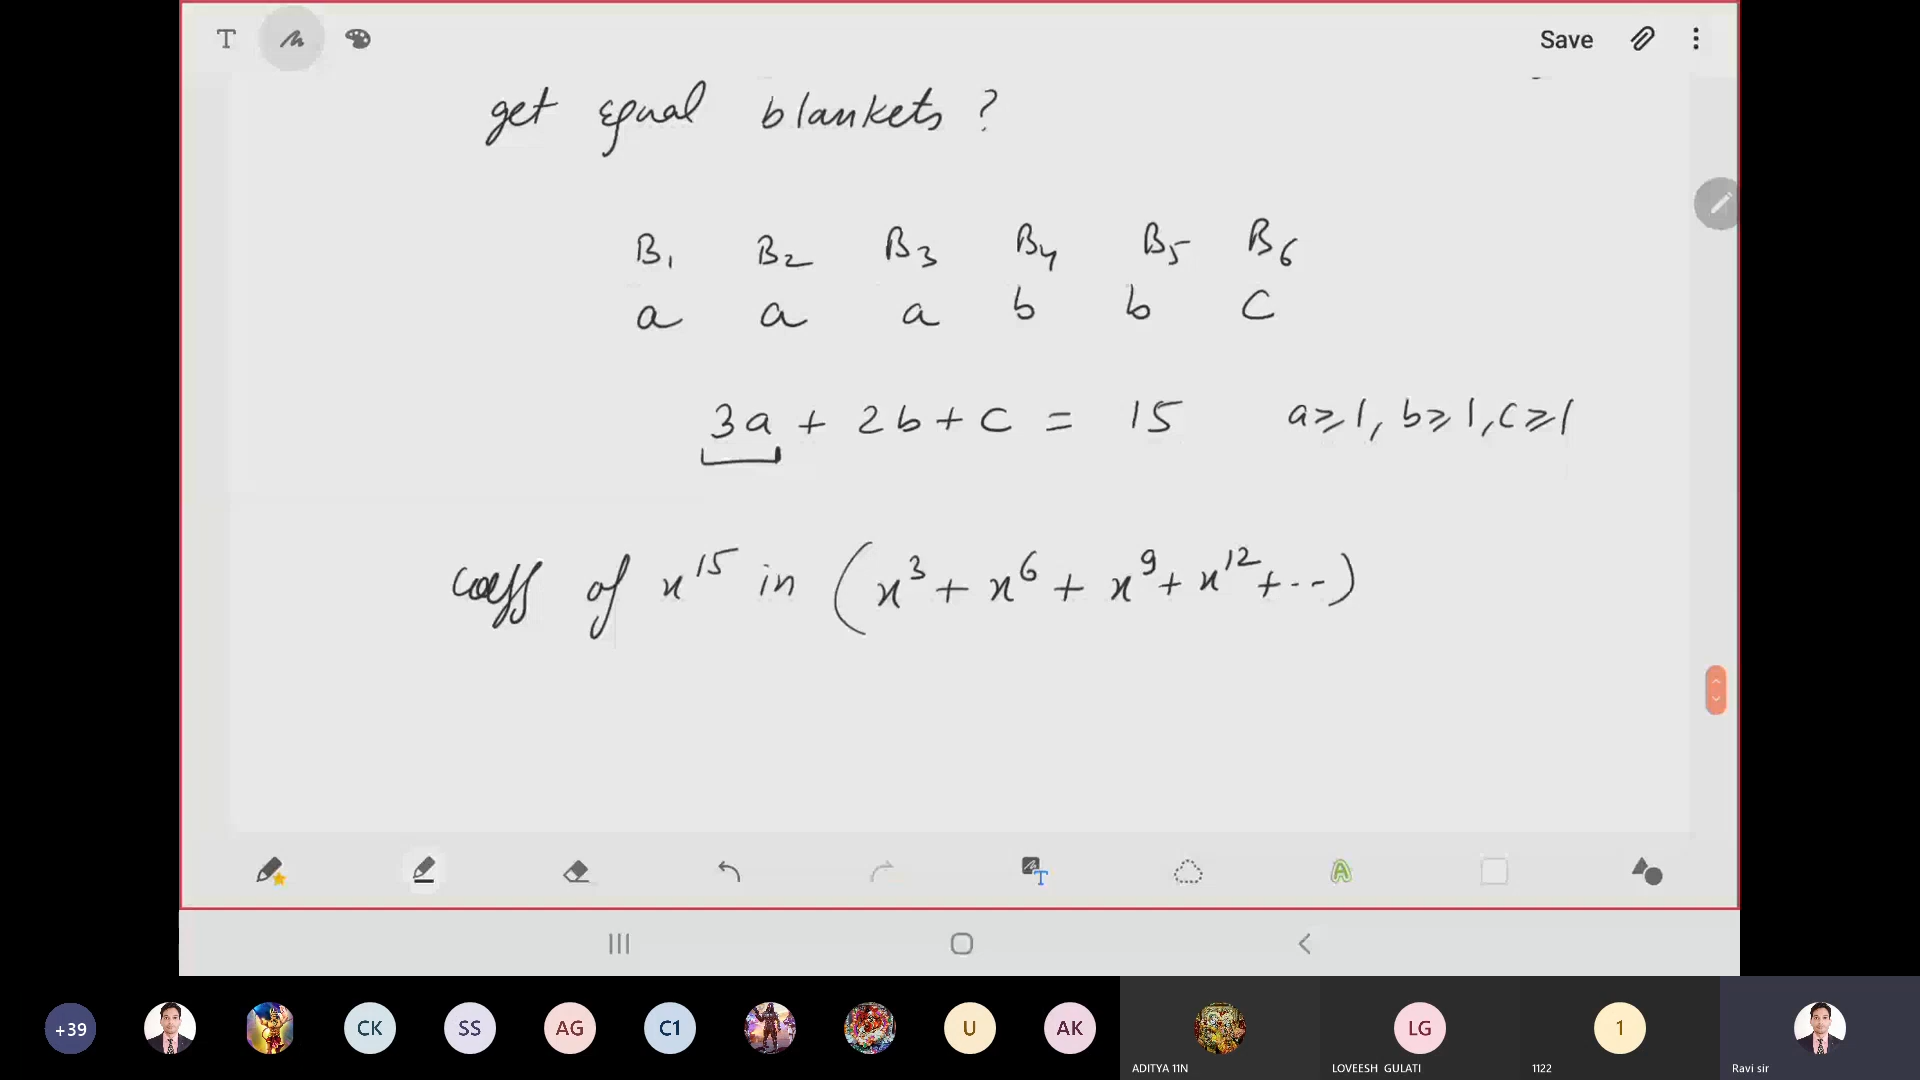 T Save
get equal blankets ?
B₁ B₂ B₃ B₄ B₅ B₆
a a a b b c
3a + 2b + c = 15 a ⩾ 1, b ⩾ 1, c ⩾ 1
coeff of x¹⁵ in (x³ + x⁶ + x⁹ + x¹² + ...)
T A
+39 CK SS AG C1 U AK LG 1
ADITYA 11N LOVEESH GULATI 1122 Ravi sir